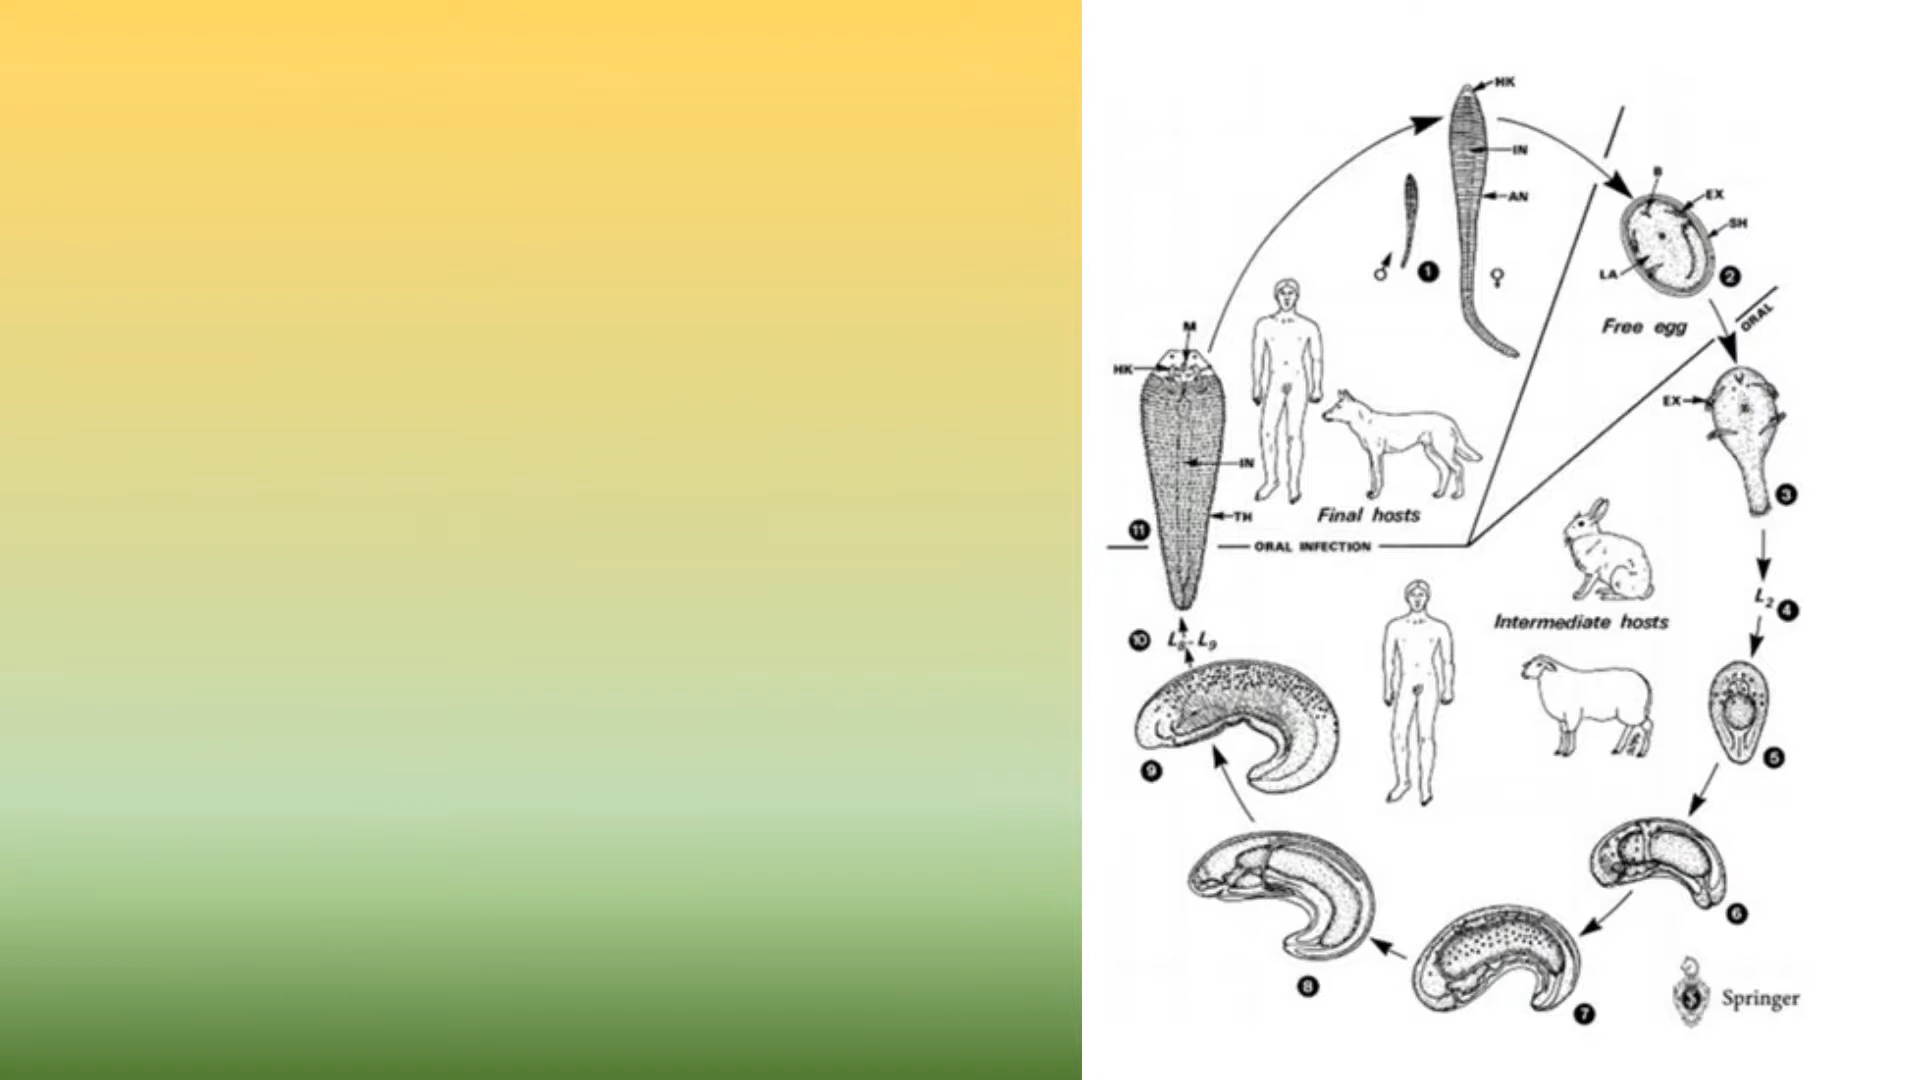 HK
IN
AN
♂
1
♀
B
EX
SH
LA
2
Free egg
ORAL
M
HK
IN
TH
11
Final hosts
ORAL INFECTION
EX
3
L2
4
Intermediate hosts
10 L8-L9
5
9
6
8
7
Springer